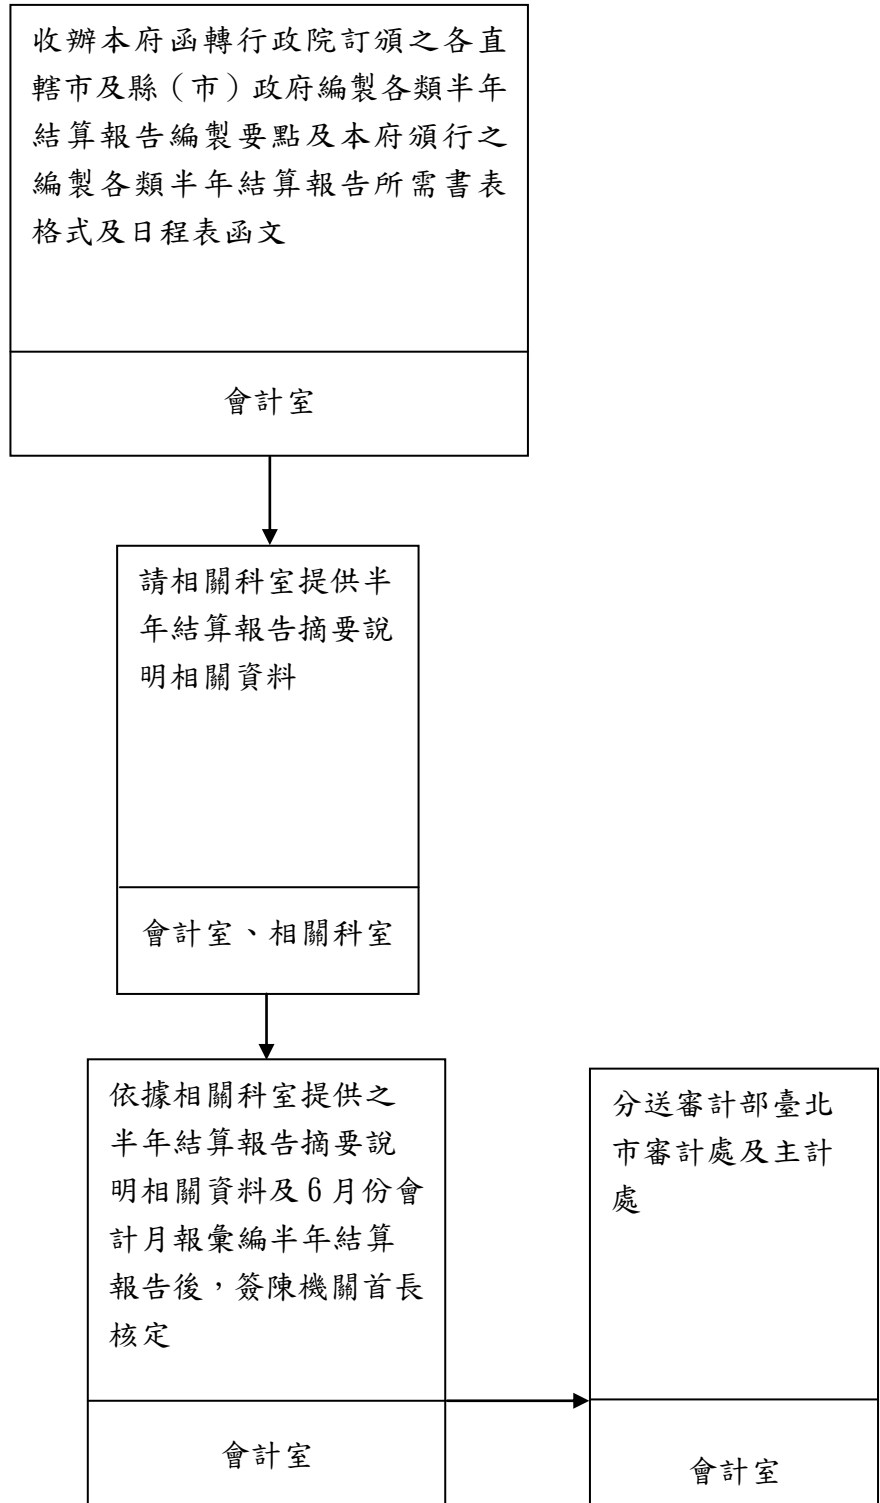 收辦本府函轉行政院訂頒之各直
轄市及縣（市）政府編製各類半年
結算報告編製要點及本府頒行之
編製各類半年結算報告所需書表
格式及日程表函文
會計室
請相關科室提供半
年結算報告摘要說
明相關資料
會計室、相關科室
依據相關科室提供之
半年結算報告摘要說
明相關資料及6月份會
計月報彙編半年結算
報告後，簽陳機關首長
核定
會計室
分送審計部臺北
市審計處及主計
處
會計室